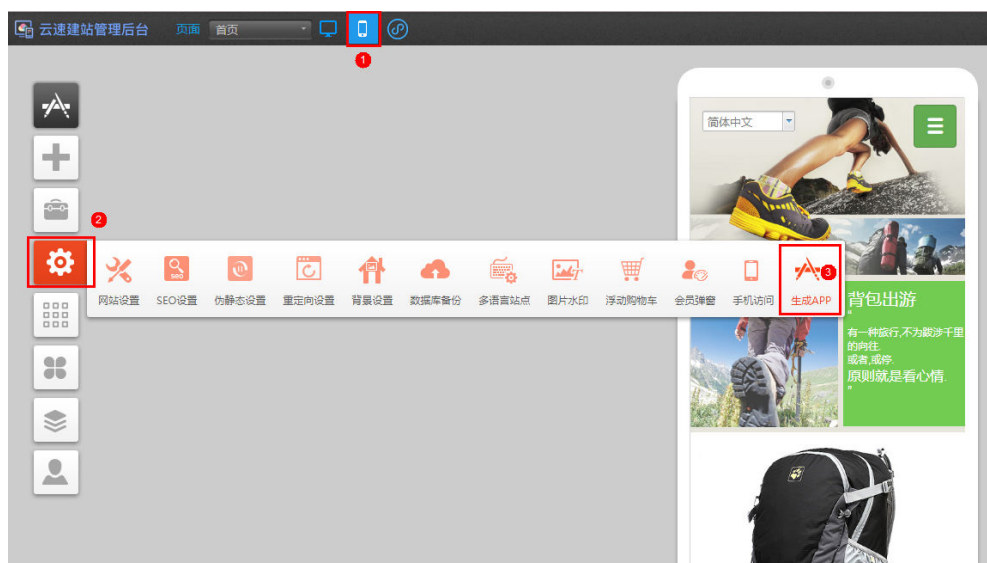 云速建站管理后台 页面 首页
1
简体中文
2
3
网站设置 SEO设置 伪静态设置 重定向设置 背景设置 数据库备份 多语言站点 图片水印 浮动购物车 会员弹窗 手机访问 生成APP
seo
背包出游
"
有一种旅行,不为跋涉千里
的向往.
或者,或停.
原则就是看心情.
"